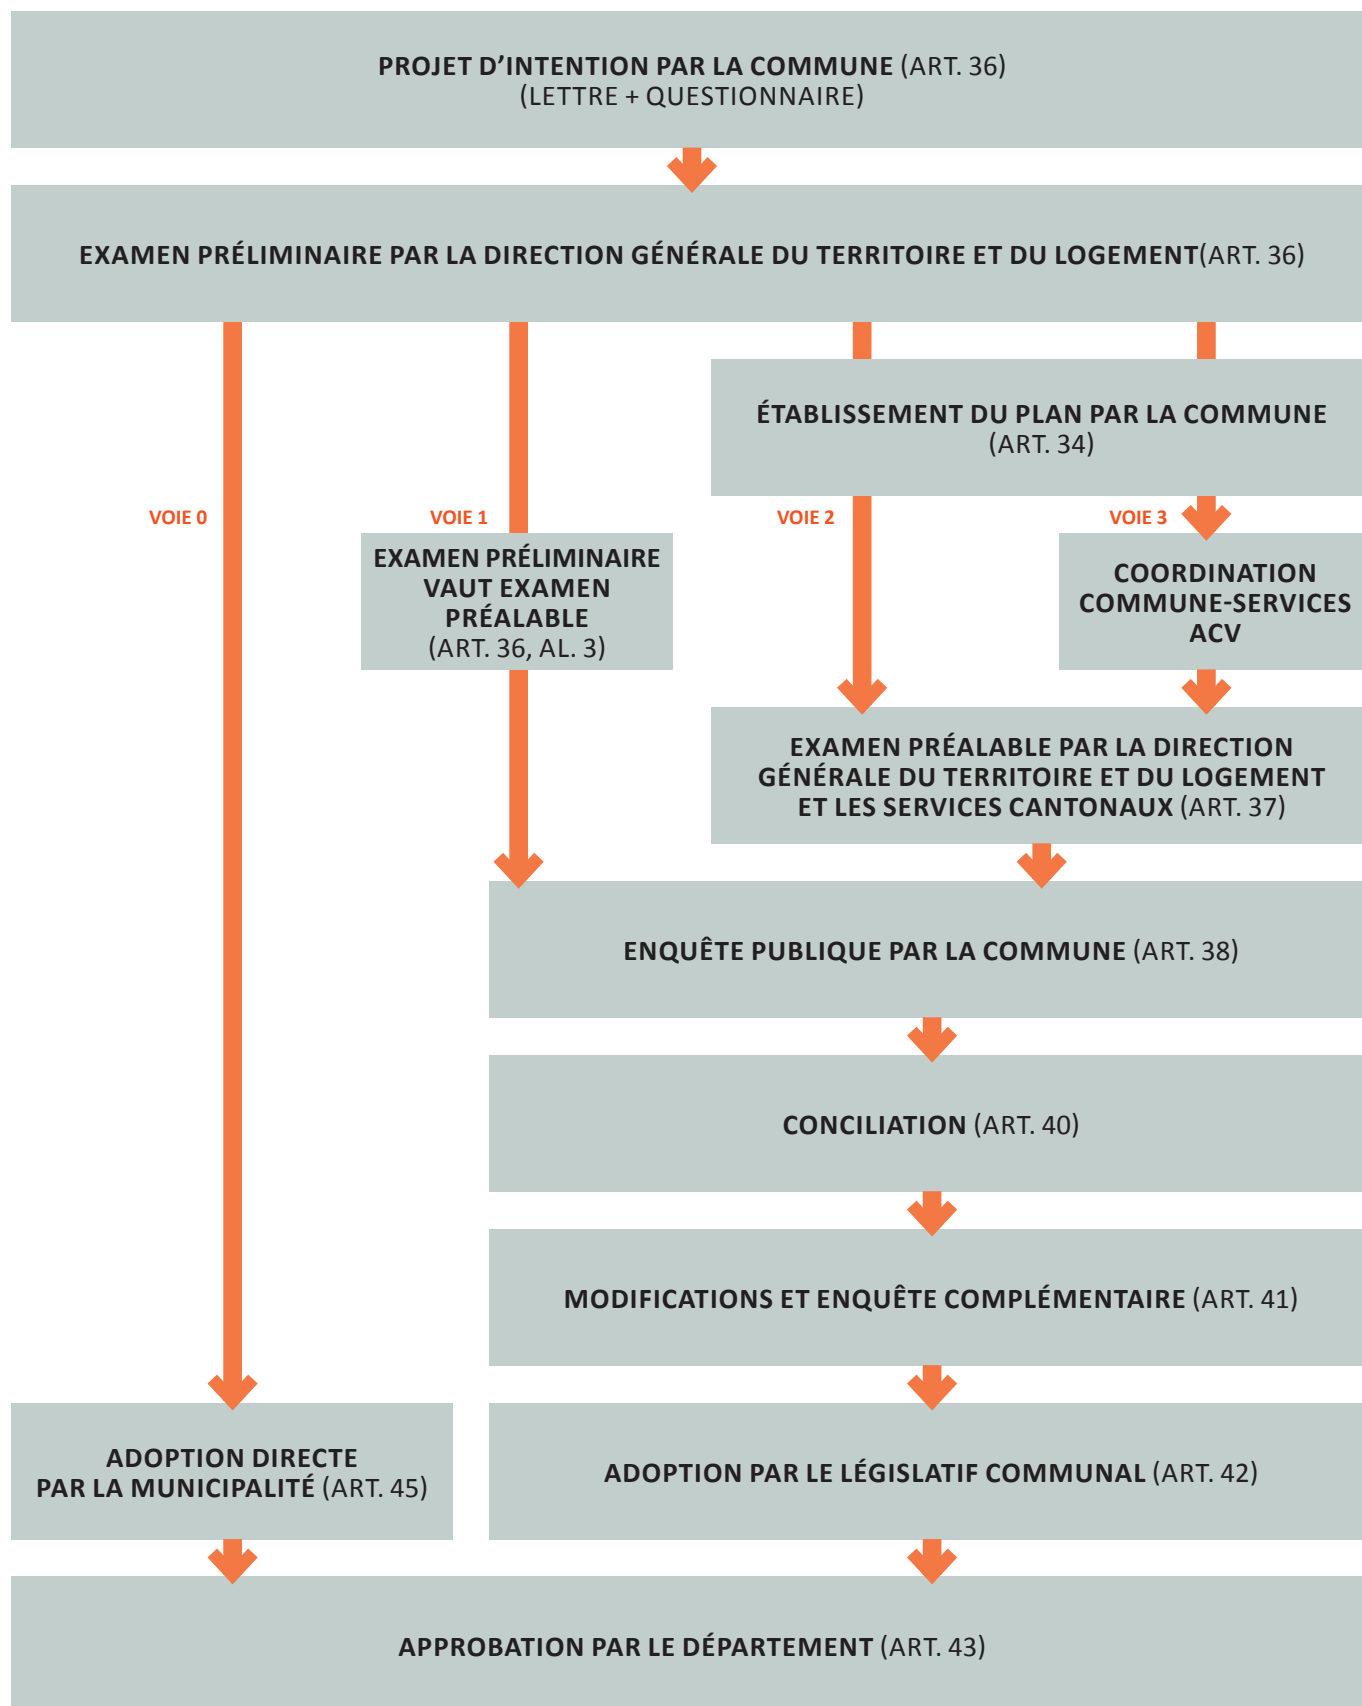 PROJET D’INTENTION PAR LA COMMUNE (ART. 36)
(LETTRE + QUESTIONNAIRE)
EXAMEN PRÉLIMINAIRE PAR LA DIRECTION GÉNÉRALE DU TERRITOIRE ET DU LOGEMENT(ART. 36)
ÉTABLISSEMENT DU PLAN PAR LA COMMUNE
(ART. 34)
VOIE 0
VOIE 1
VOIE 2
VOIE 3
EXAMEN PRÉLIMINAIRE
VAUT EXAMEN
PRÉALABLE
(ART. 36, AL. 3)
COORDINATION
COMMUNE-SERVICES
ACV
EXAMEN PRÉALABLE PAR LA DIRECTION
GÉNÉRALE DU TERRITOIRE ET DU LOGEMENT
ET LES SERVICES CANTONAUX (ART. 37)
ENQUÊTE PUBLIQUE PAR LA COMMUNE (ART. 38)
CONCILIATION (ART. 40)
MODIFICATIONS ET ENQUÊTE COMPLÉMENTAIRE (ART. 41)
ADOPTION DIRECTE
PAR LA MUNICIPALITÉ (ART. 45)
ADOPTION PAR LE LÉGISLATIF COMMUNAL (ART. 42)
APPROBATION PAR LE DÉPARTEMENT (ART. 43)